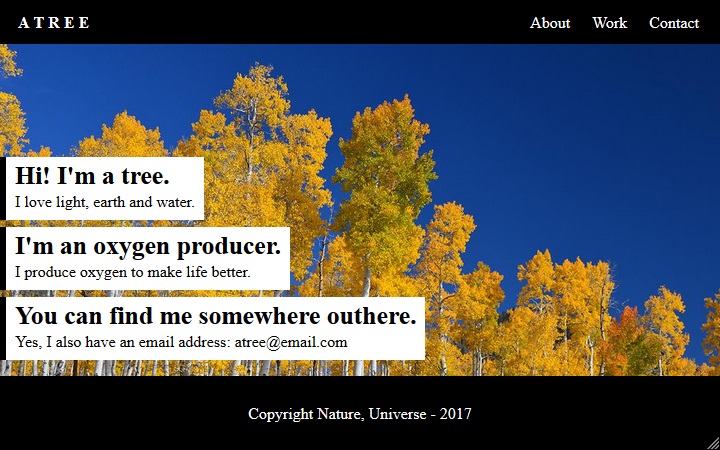 ATREE
About Work Contact
Hi! I'm a tree.
I love light, earth and water.
I'm an oxygen producer.
I produce oxygen to make life better.
You can find me somewhere outhere.
Yes, I also have an email address: atree@email.com
Copyright Nature, Universe - 2017